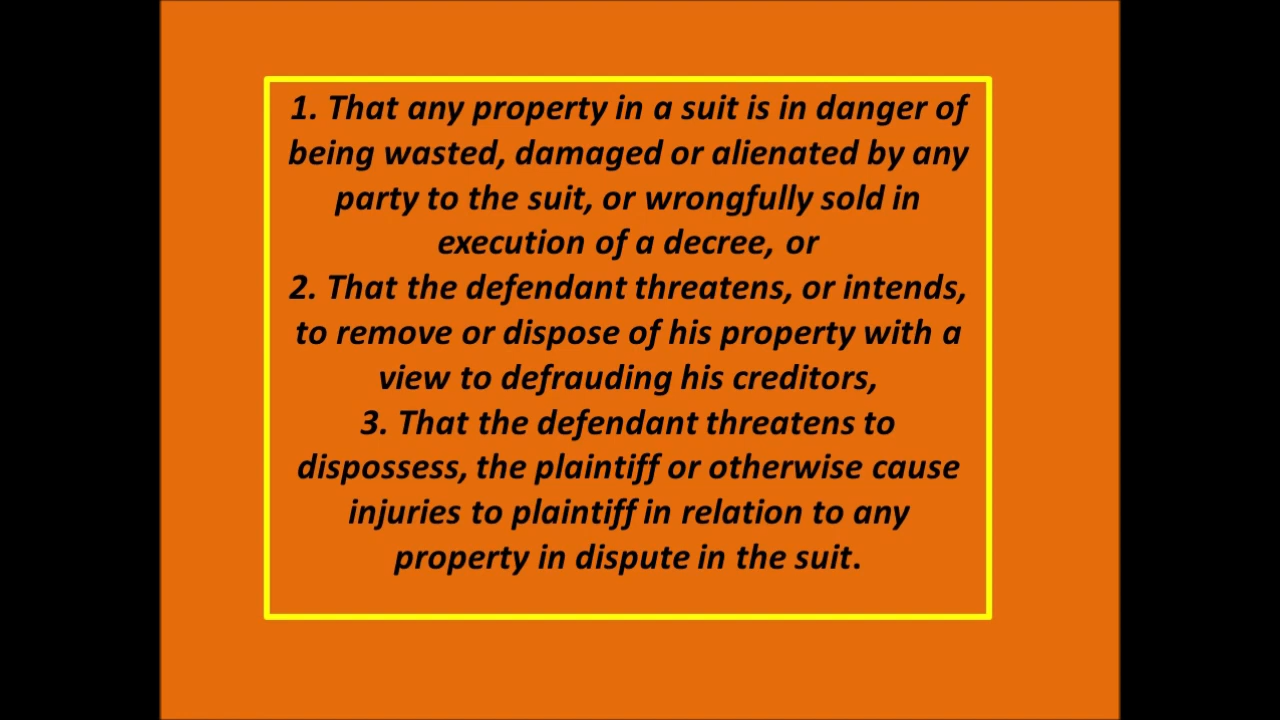 1. That any property in a suit is in danger of
being wasted, damaged or alienated by any
party to the suit, or wrongfully sold in
execution of a decree, or
2. That the defendant threatens, or intends,
to remove or dispose of his property with a
view to defrauding his creditors,
3. That the defendant threatens to
dispossess, the plaintiff or otherwise cause
injuries to plaintiff in relation to any
property in dispute in the suit.